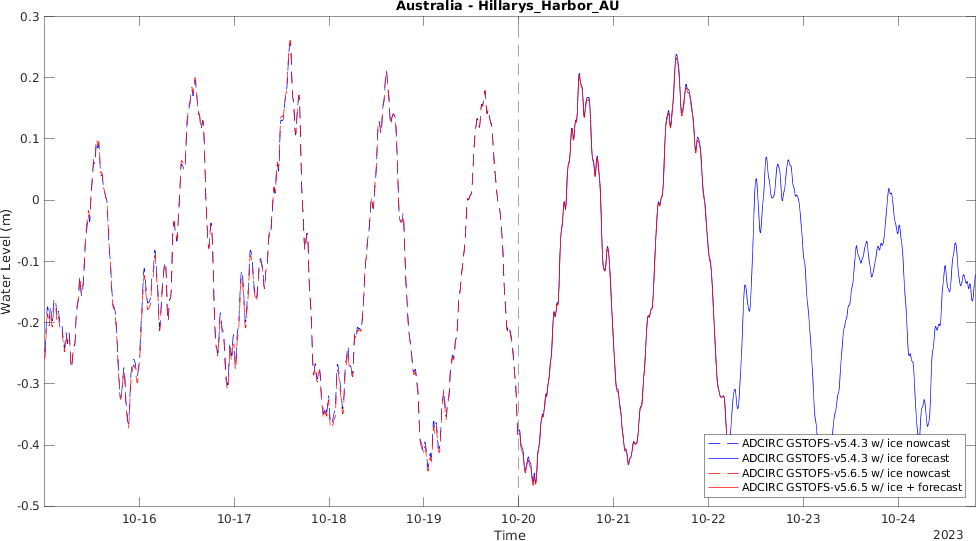 Australia - Hillarys_Harbor_AU
0.3
0.2
0.1
0
-0.1
-0.2
-0.3
-0.4
-0.5
Water Level (m)
ADCIRC GSTOFS-v5.4.3 w/ ice nowcast
ADCIRC GSTOFS-v5.4.3 w/ ice forecast
ADCIRC GSTOFS-v5.6.5 w/ ice nowcast
ADCIRC GSTOFS-v5.6.5 w/ ice + forecast
10-16 10-17 10-18 10-19 10-20 10-21 10-22 10-23 10-24
Time
2023